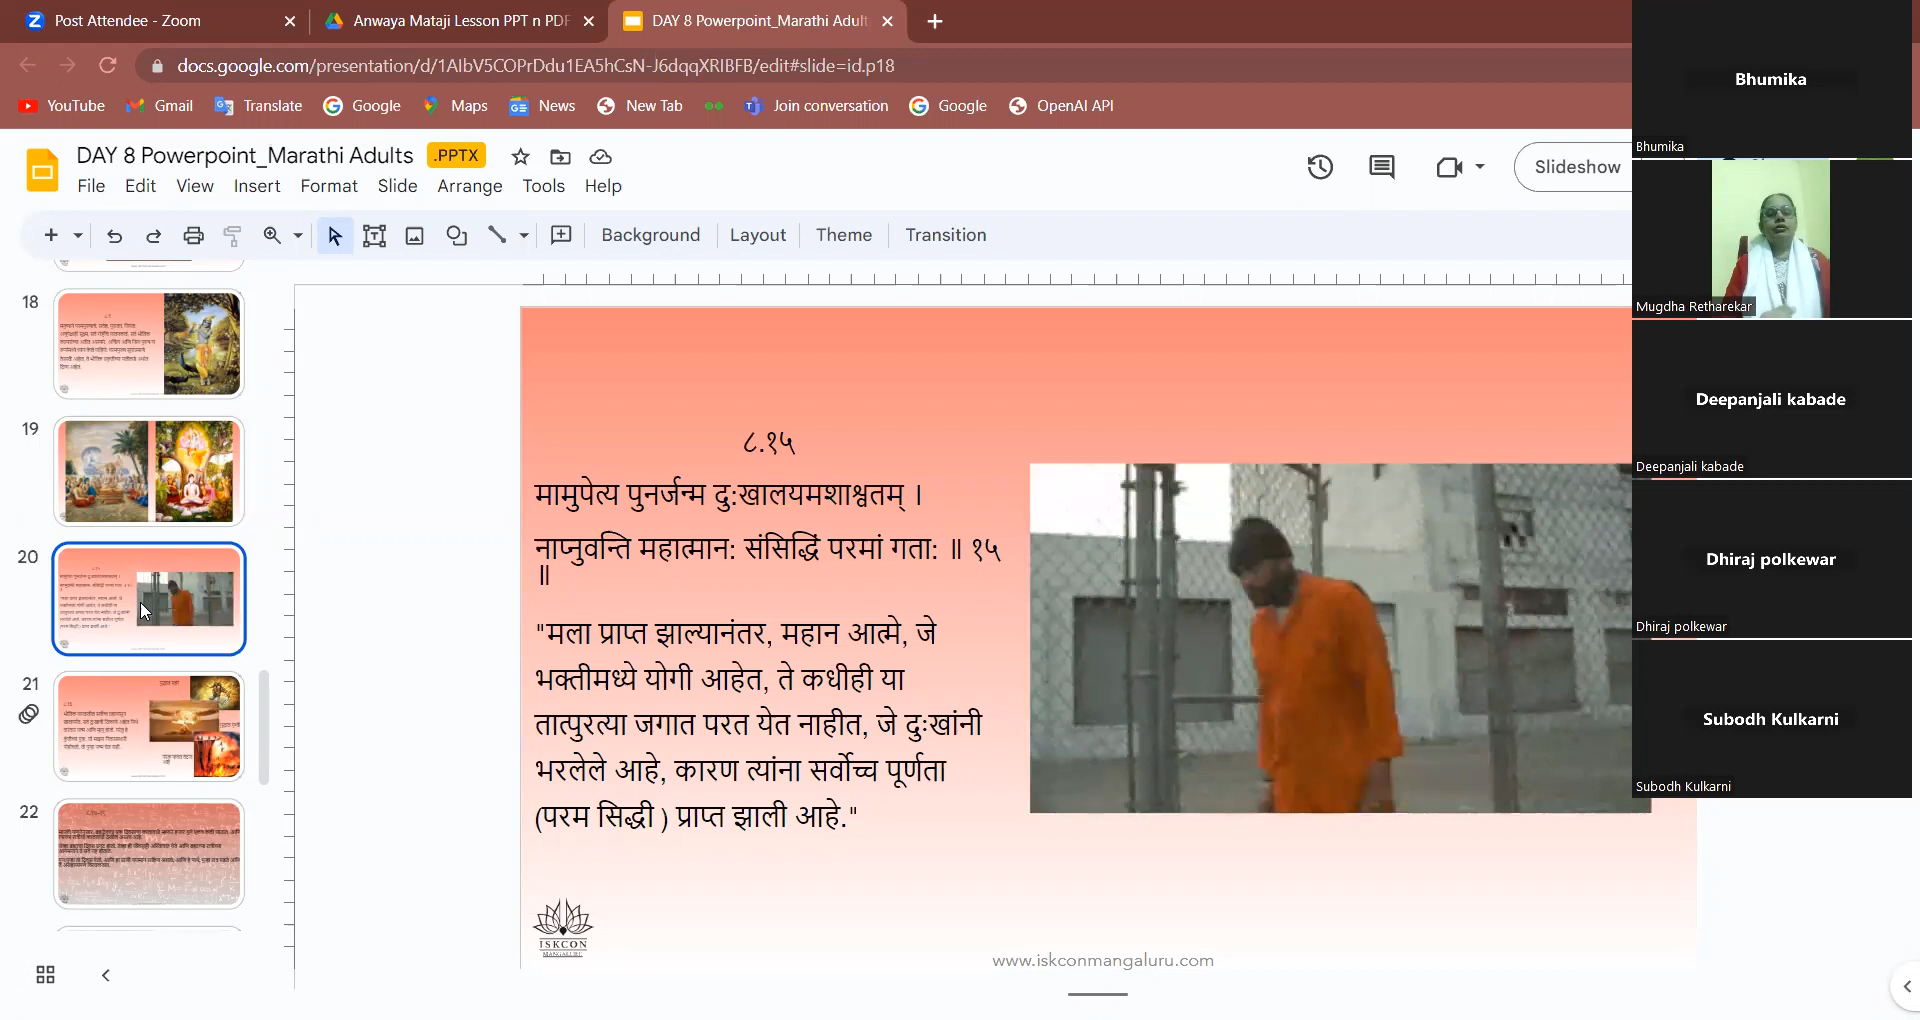 Post Attendee - Zoom
Anwaya Mataji Lesson PPT n PDF
DAY 8 Powerpoint_Marathi Adult
docs.google.com/presentation/d/1AIbV5COPrDdu1EA5hCsN-J6dqqXRIBFB/edit#slide=id.p18
YouTube Gmail Translate Google Maps News New Tab Join conversation Google OpenAI API
DAY 8 Powerpoint_Marathi Adults .PPTX
File Edit View Insert Format Slide Arrange Tools Help
Slideshow
Background Layout Theme Transition
18
19
20
21
22
८.१५
मामुपेत्य पुनर्जन्म दु:खालयमशाश्वतम् ।
नाप्नुवन्ति महात्मान: संसिद्धिं परमां गता: ॥ १५
॥
"मला प्राप्त झाल्यानंतर, महान आत्मे, जे
भक्तीमध्ये योगी आहेत, ते कधीही या
तात्पुरत्या जगात परत येत नाहीत, जे दुःखांनी
भरलेले आहे, कारण त्यांना सर्वोच्च पूर्णता
(परम सिद्धी ) प्राप्त झाली आहे."
ISKCON
MANGALURU
www.iskconmangaluru.com
Bhumika
Bhumika
Mugdha Retharekar
Deepanjali kabade
Deepanjali kabade
Dhiraj polkewar
Dhiraj polkewar
Subodh Kulkarni
Subodh Kulkarni